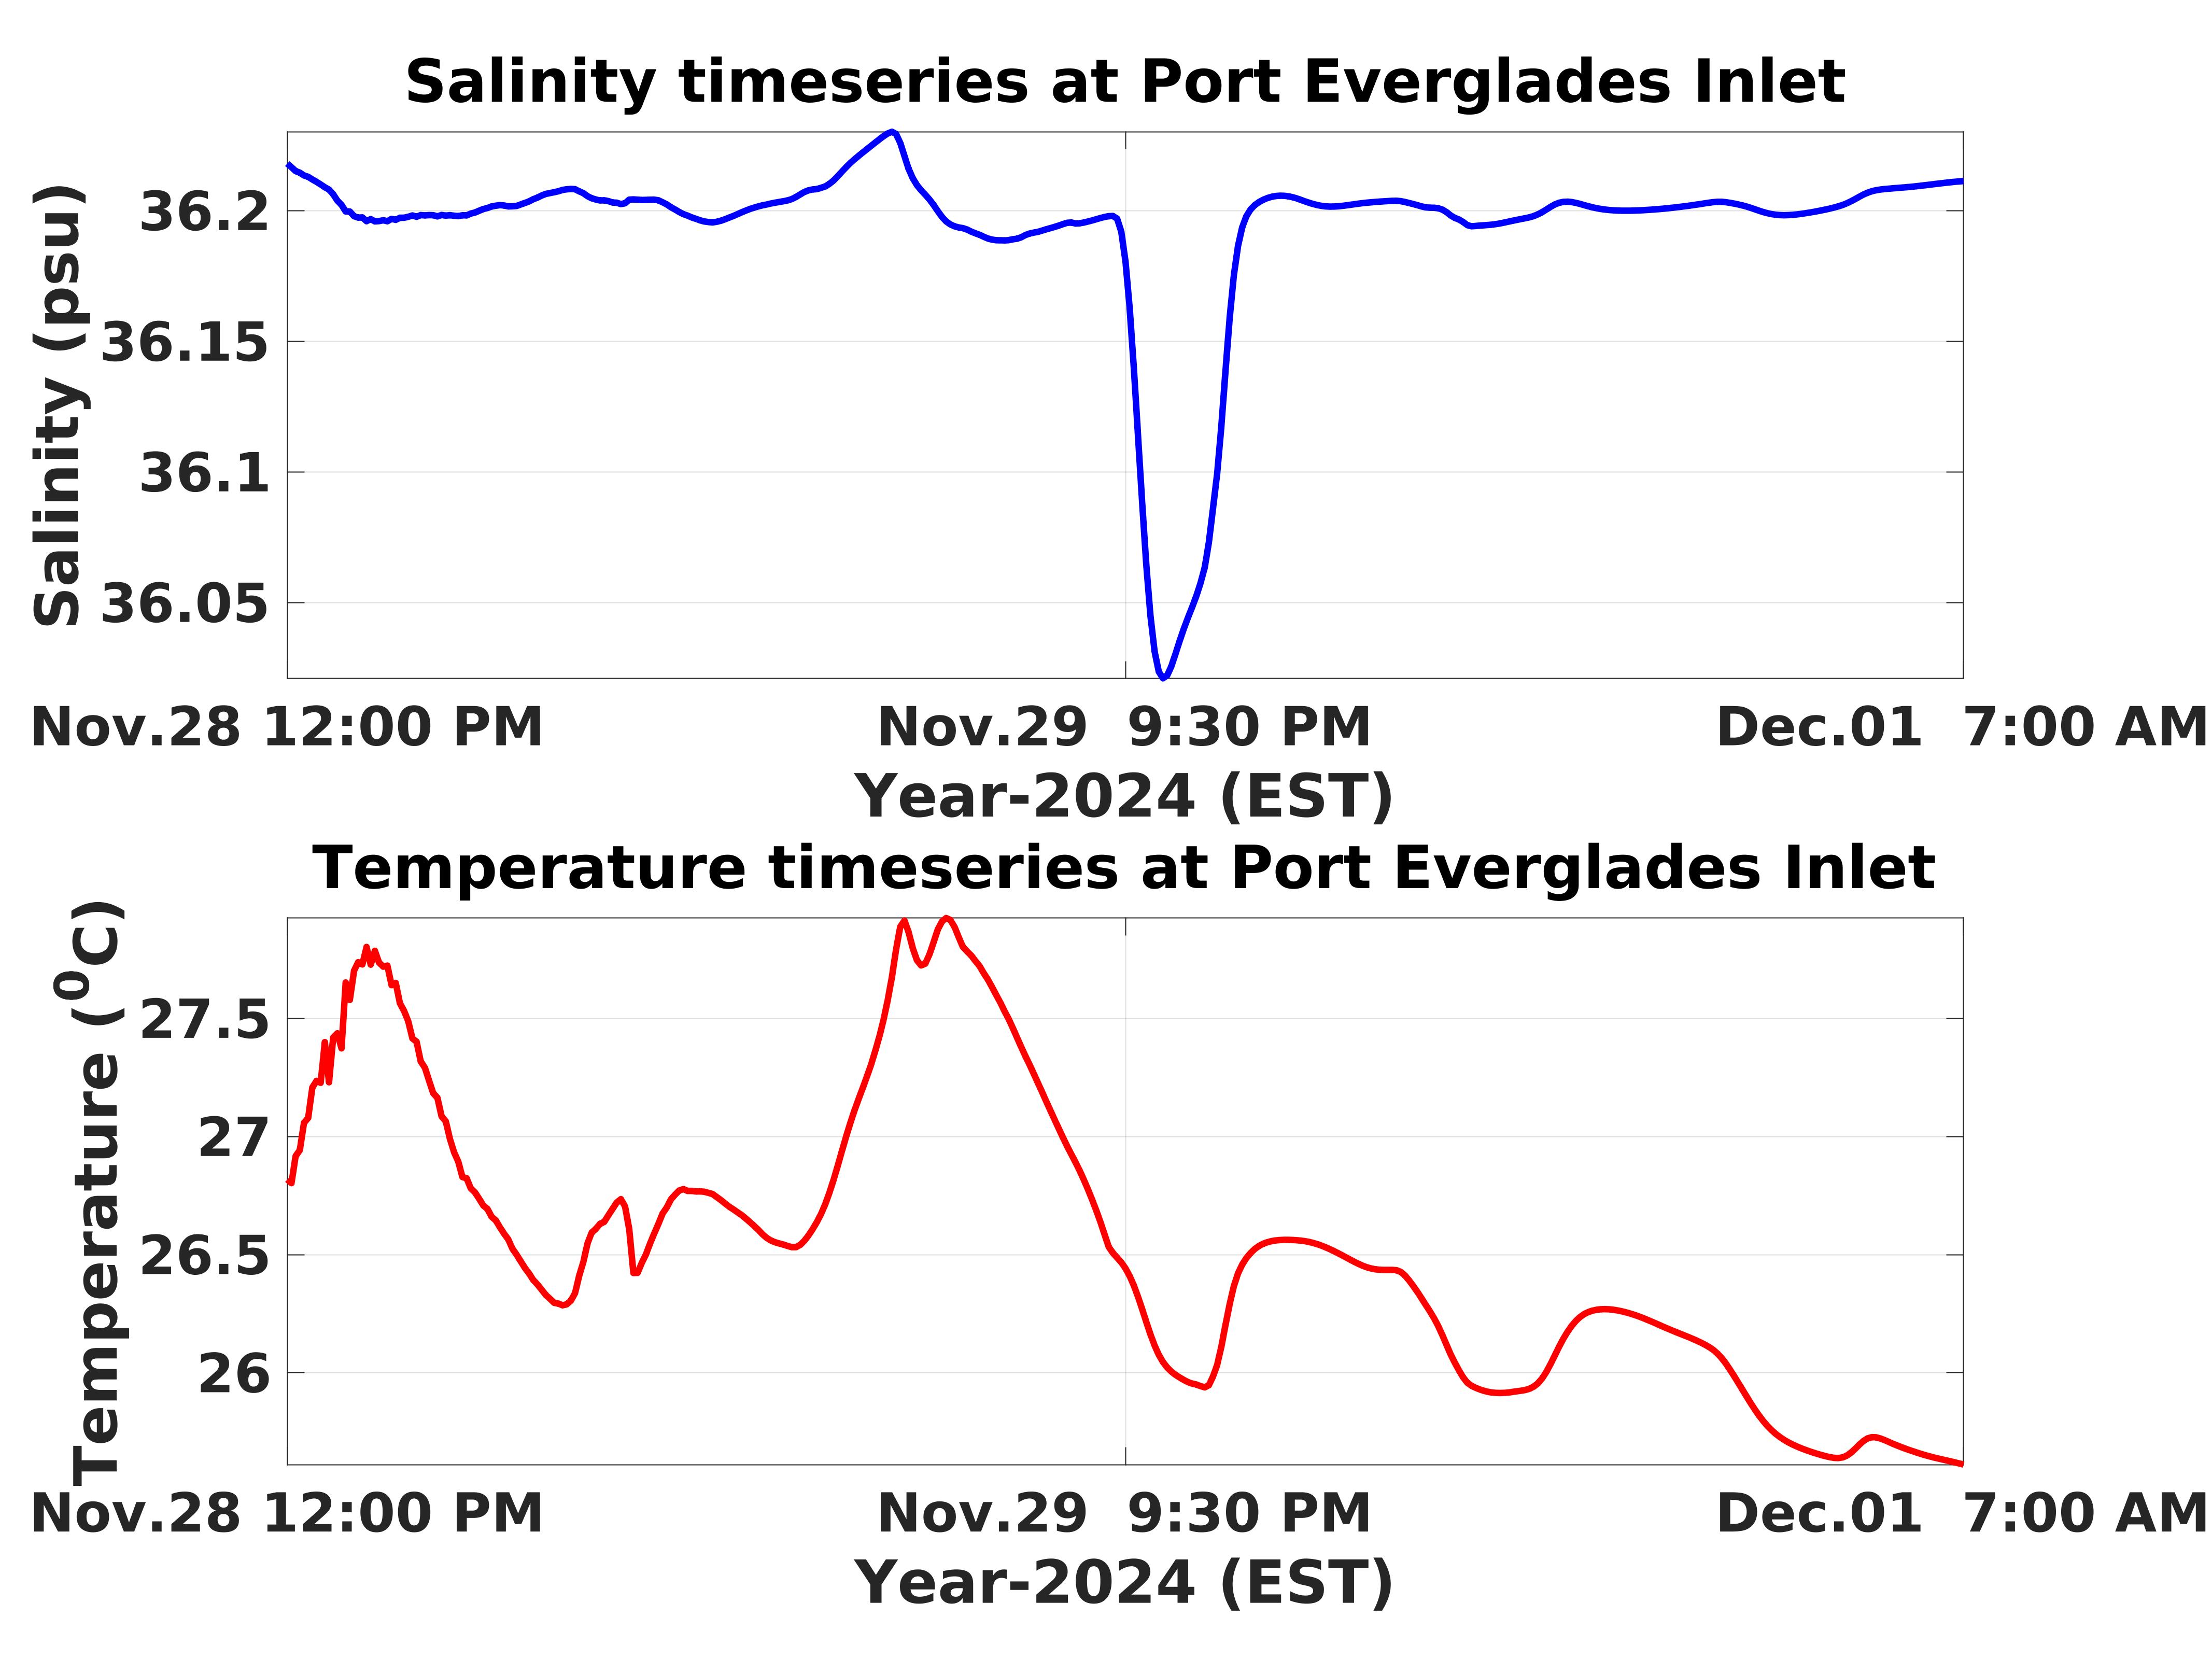 Salinity timeseries at Port Everglades Inlet
Salinity (psu)
36.2
36.15
36.1
36.05
Nov.28 12:00 PM Nov.29  9:30 PM Dec.01  7:00 AM
Year-2024 (EST)
Temperature timeseries at Port Everglades Inlet
Temperature (⁰C)
27.5
27
26.5
26
Nov.28 12:00 PM Nov.29  9:30 PM Dec.01  7:00 AM
Year-2024 (EST)